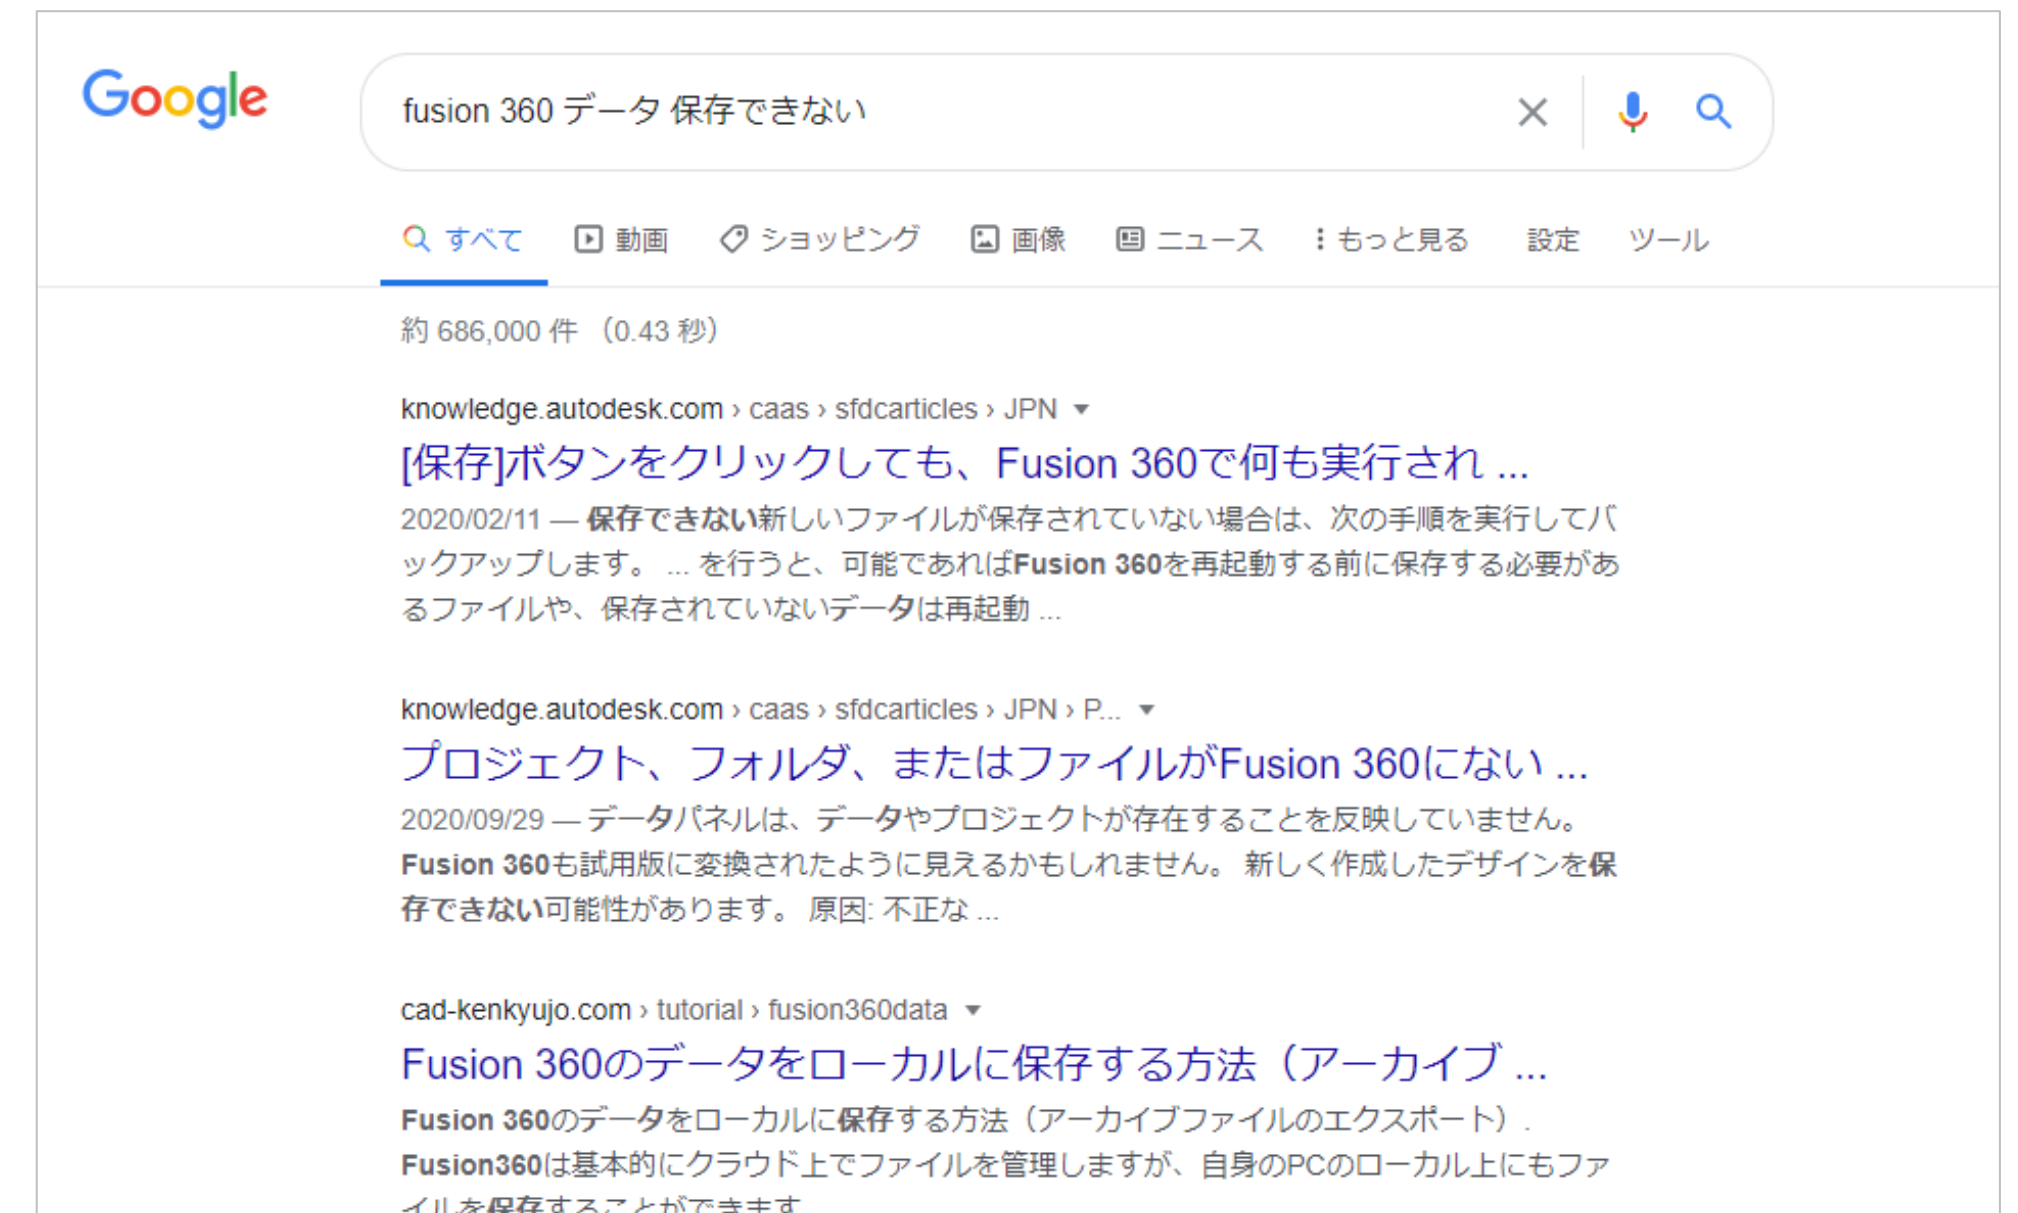 Google
fusion 360 データ 保存できない
すべて 動画 ショッピング 画像 ニュース もっと見る 設定 ツール
約 686,000 件 （0.43 秒）
knowledge.autodesk.com › caas › sfdcarticles › JPN
[保存]ボタンをクリックしても、Fusion 360で何も実行され ...
2020/02/11 — 保存できない新しいファイルが保存されていない場合は、次の手順を実行してバ
ックアップします。 ... を行うと、可能であればFusion 360を再起動する前に保存する必要があ
るファイルや、保存されていないデータは再起動 ...
knowledge.autodesk.com › caas › sfdcarticles › JPN › P...
プロジェクト、フォルダ、またはファイルがFusion 360にない ...
2020/09/29 — データパネルは、データやプロジェクトが存在することを反映していません。
Fusion 360も試用版に変換されたように見えるかもしれません。 新しく作成したデザインを保
存できない可能性があります。 原因: 不正な ...
cad-kenkyujo.com › tutorial › fusion360data
Fusion 360のデータをローカルに保存する方法（アーカイブ ...
Fusion 360のデータをローカルに保存する方法（アーカイブファイルのエクスポート）.
Fusion360は基本的にクラウド上でファイルを管理しますが、自身のPCのローカル上にもファ
イルを保存することができます